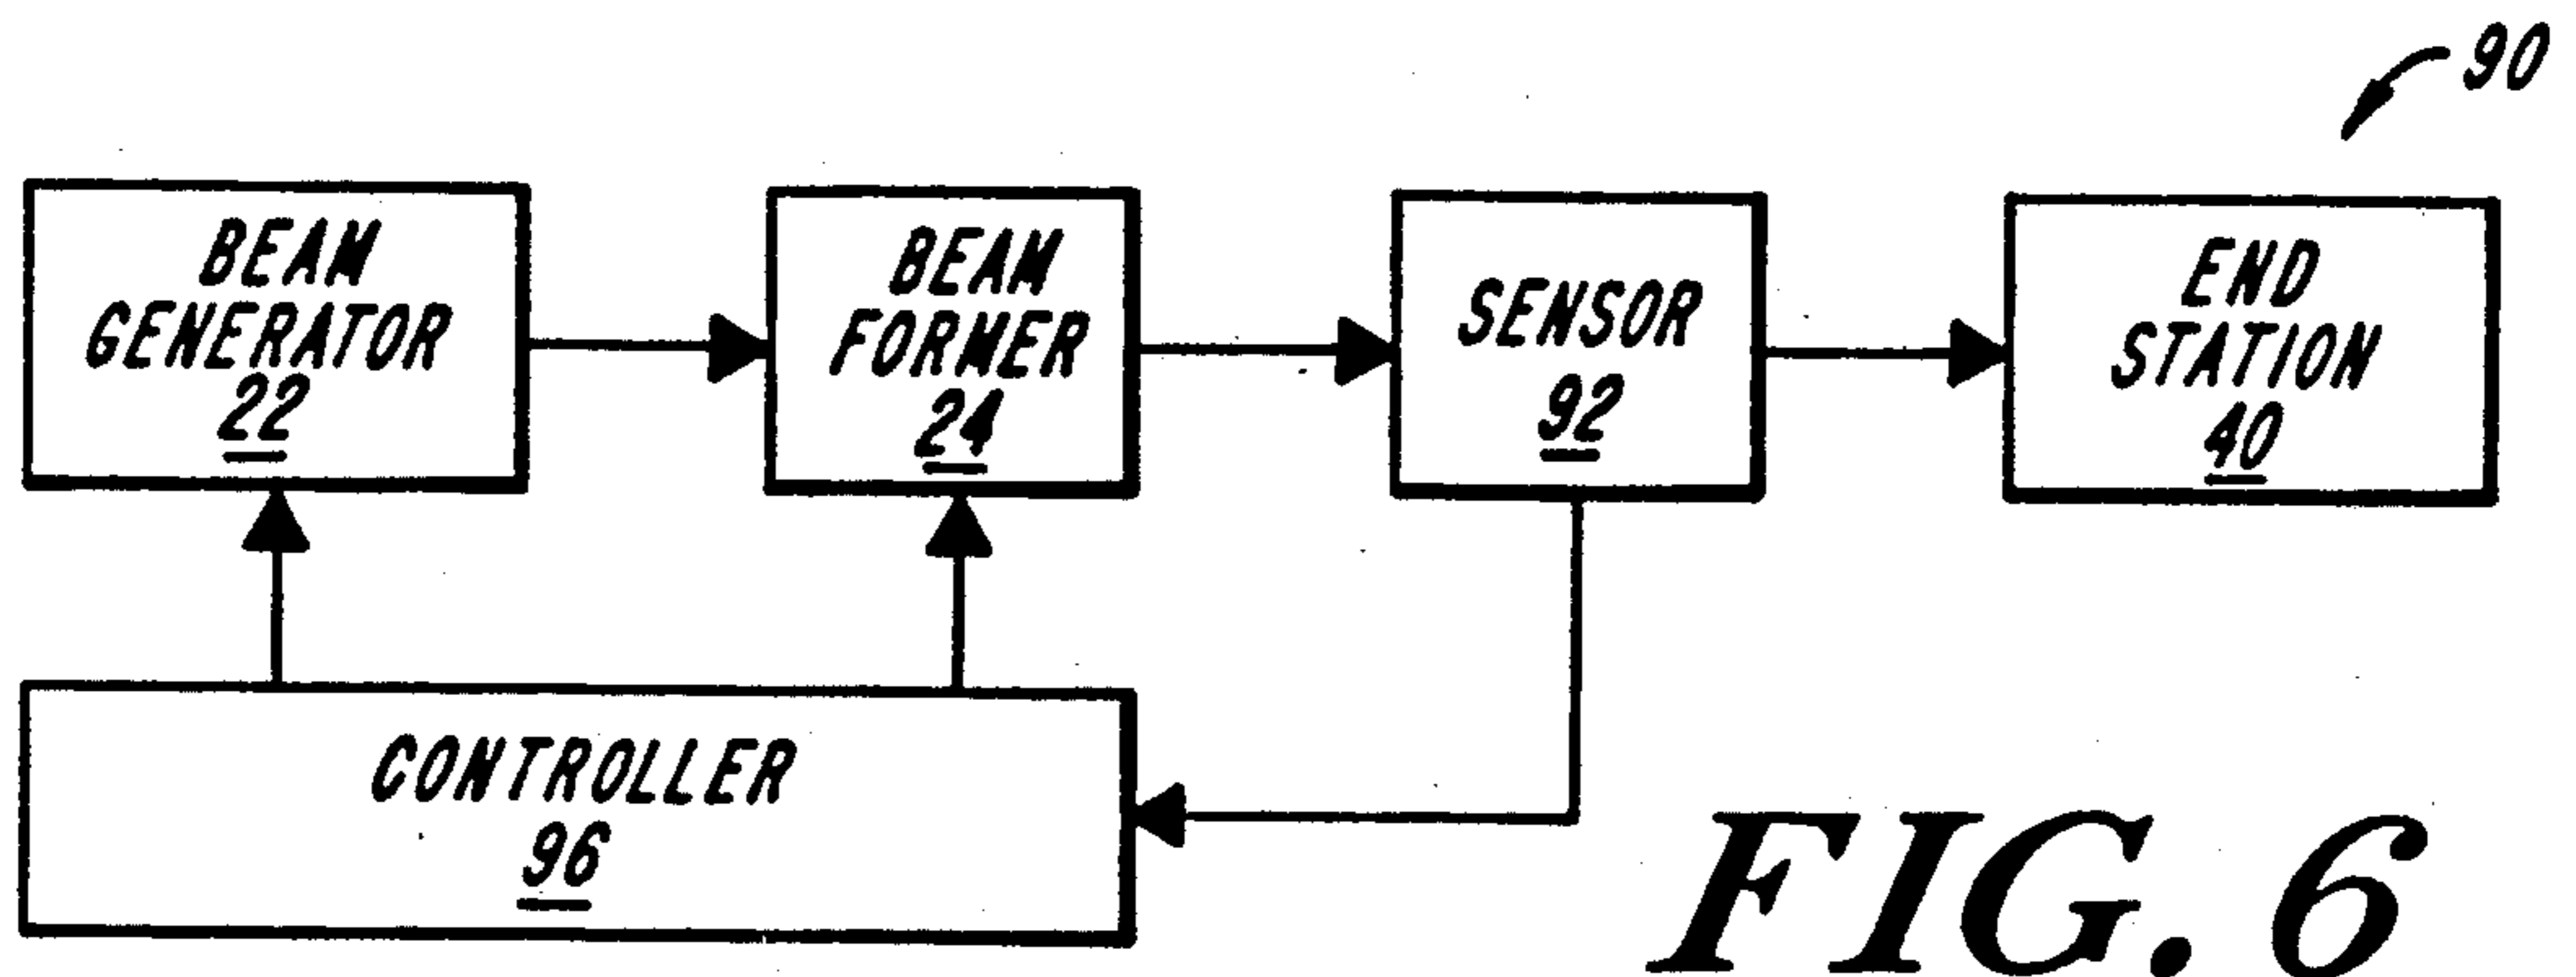 90
BEAM
GENERATOR
22
BEAM
FORMER
24
SENSOR
92
END
STATION
40
CONTROLLER
96
FIG. 6